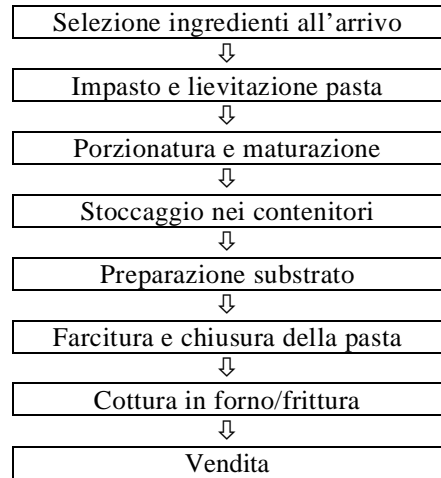 Selezione ingredienti all'arrivo
⇩
Impasto e lievitazione pasta
⇩
Porzionatura e maturazione
⇩
Stoccaggio nei contenitori
⇩
Preparazione substrato
⇩
Farcitura e chiusura della pasta
⇩
Cottura in forno/frittura
⇩
Vendita